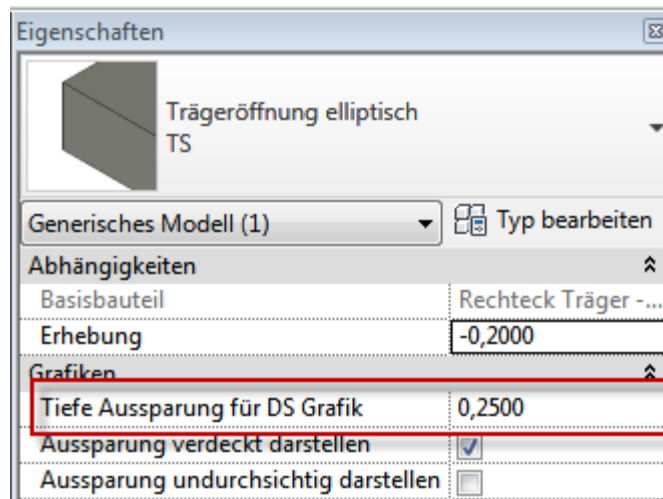 Eigenschaften
Trägeröffnung elliptisch
TS
Generisches Modell (1)
Typ bearbeiten
Abhängigkeiten
Basisbauteil Rechteck Träger -...
Erhebung -0,2000
Grafiken
Tiefe Aussparung für DS Grafik 0,2500
Aussparung verdeckt darstellen
Aussparung undurchsichtig darstellen